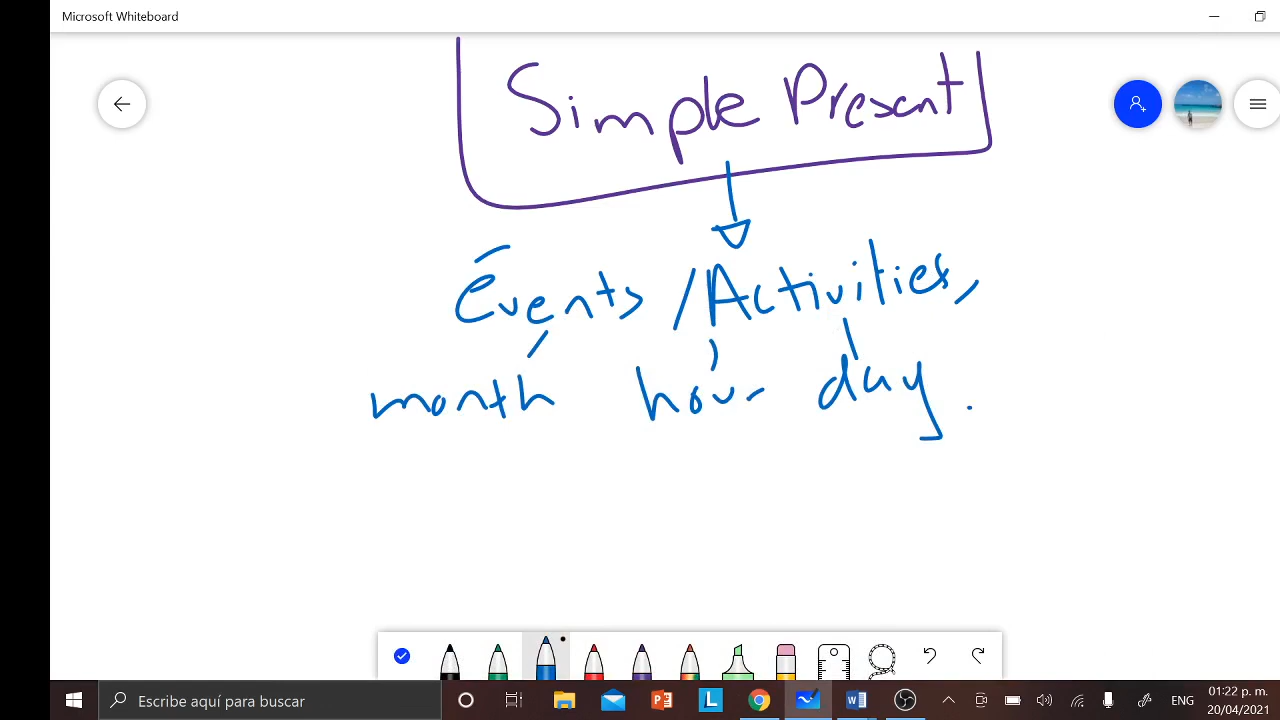 Microsoft Whiteboard
Simple Present
Events / Activities,
month hour day.
Escribe aquí para buscar
ENG
01:22 p. m.
20/04/2021